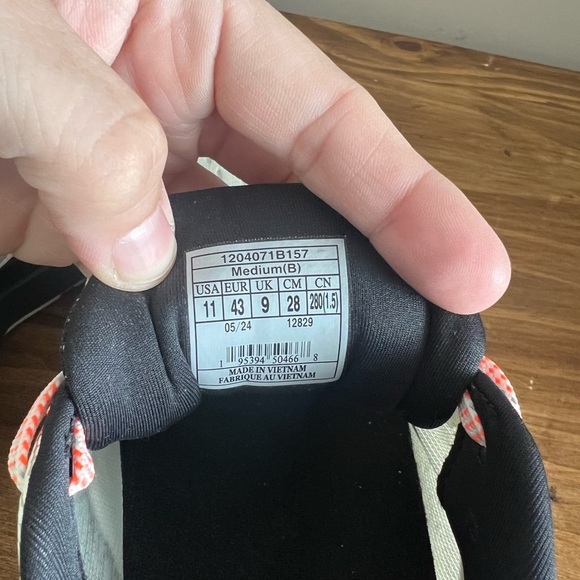 1204071B157
Medium(B)
USA EUR UK CM CN
11 43 9 28 280(1.5)
05/24 12829
1 95394 50466 8
MADE IN VIETNAM
FABRIQUE AU VIETNAM